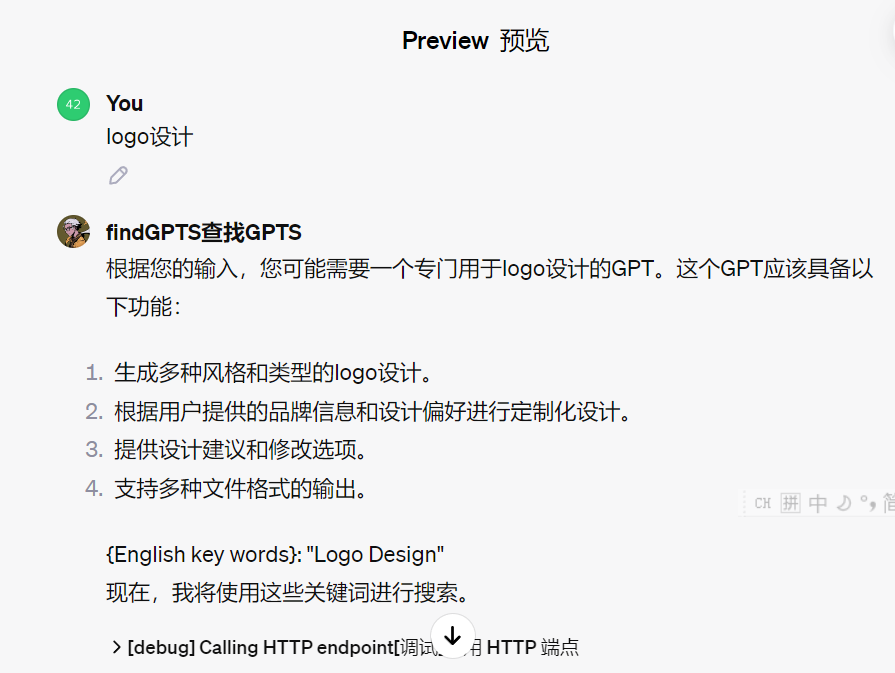 Preview 预览
42
You
logo设计
findGPTS查找GPTS
根据您的输入，您可能需要一个专门用于logo设计的GPT。这个GPT应该具备以
下功能：
1. 生成多种风格和类型的logo设计。
2. 根据用户提供的品牌信息和设计偏好进行定制化设计。
3. 提供设计建议和修改选项。
4. 支持多种文件格式的输出。
CH 拼 中 简
{English key words}: "Logo Design"
现在，我将使用这些关键词进行搜索。
[debug] Calling HTTP endpoint[调试] 用 HTTP 端点